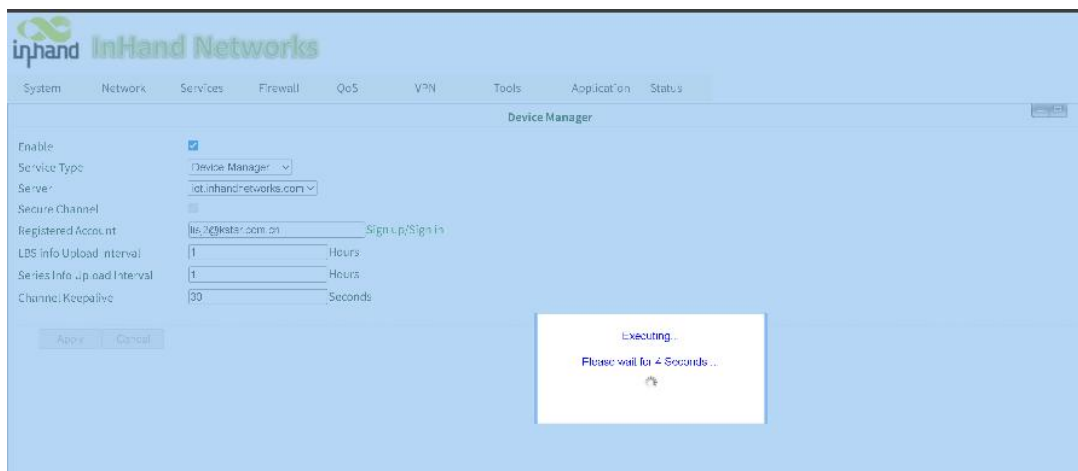 inhand InHand Networks
System Network Services Firewall QoS VPN Tools Application Status
Device Manager
Enable
Service Type Device Manager
Server iot.inhandnetworks.com
Secure Channel
Registered Account Sign up/Sign in
LBS info Upload Interval 1 Hours
Series Info Upload Interval 1 Hours
Channel Keepalive 30 Seconds
Apply Cancel
Executing...
Please wait for 4 Seconds ...